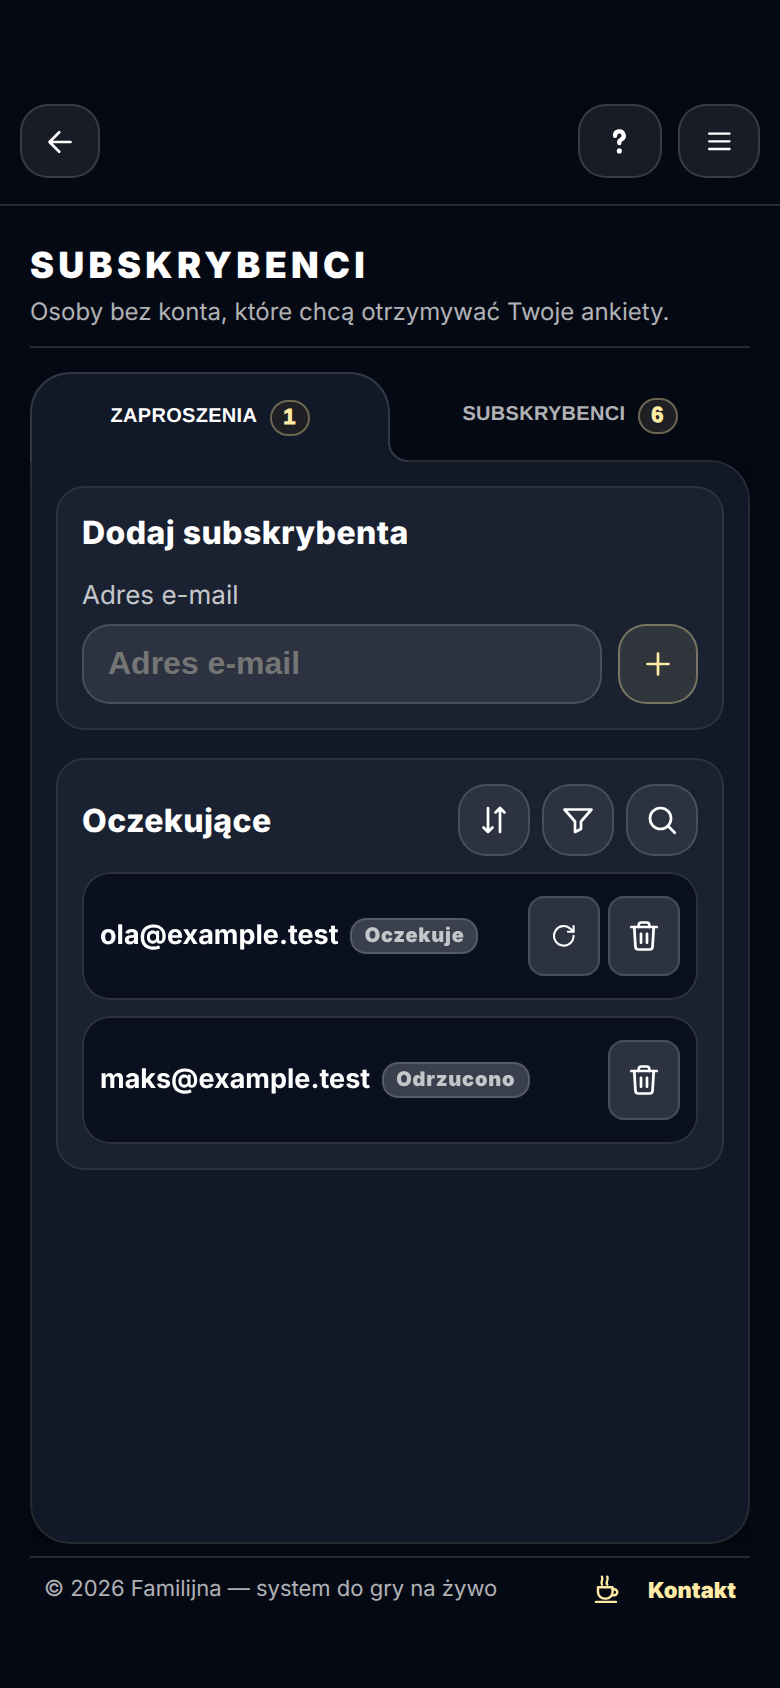 ?
SUBSKRYBENCI
Osoby bez konta, które chcą otrzymywać Twoje ankiety.
ZAPROSZENIA 1 SUBSKRYBENCI 6
Dodaj subskrybenta
Adres e-mail
Adres e-mail
Oczekujące
ola@example.test Oczekuje
maks@example.test Odrzucono
© 2026 Familijna — system do gry na żywo Kontakt